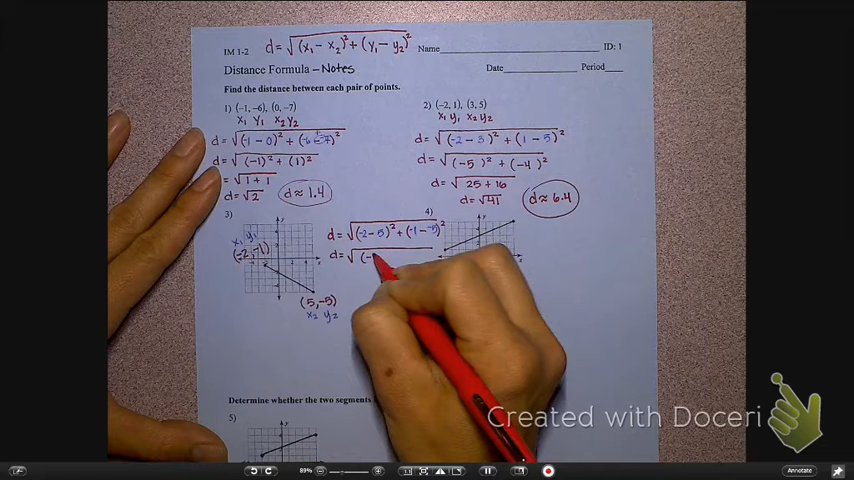 IM 1-2 d = √(x₁ − x₂)² + (y₁ − y₂)² Name ID: 1
Distance Formula – Notes Date Period
Find the distance between each pair of points.
1) (−1, −6), (0, −7)
x₁ y₁ x₂ y₂
d = √(-1 − 0)² + (-6 − -7)²
d = √(-1)² + (1)²
= √1 + 1
d = √2 d ≈ 1.4
2) (−2, 1), (3, 5)
x₁ y₁ x₂ y₂
d = √(-2 − 3)² + (1 − 5)²
d = √(-5)² + (-4)²
d = √25 + 16
d = √41 d ≈ 6.4
3)
y
x
x₁ y₁
(-2, -1)
(5, -5)
x₂ y₂
d = √(-2 − 5)² + (-1 − -5)²
d = √(-
4)
y
x
Determine whether the two segments
5)
y
Created with Doceri
89%
1:1
Annotate